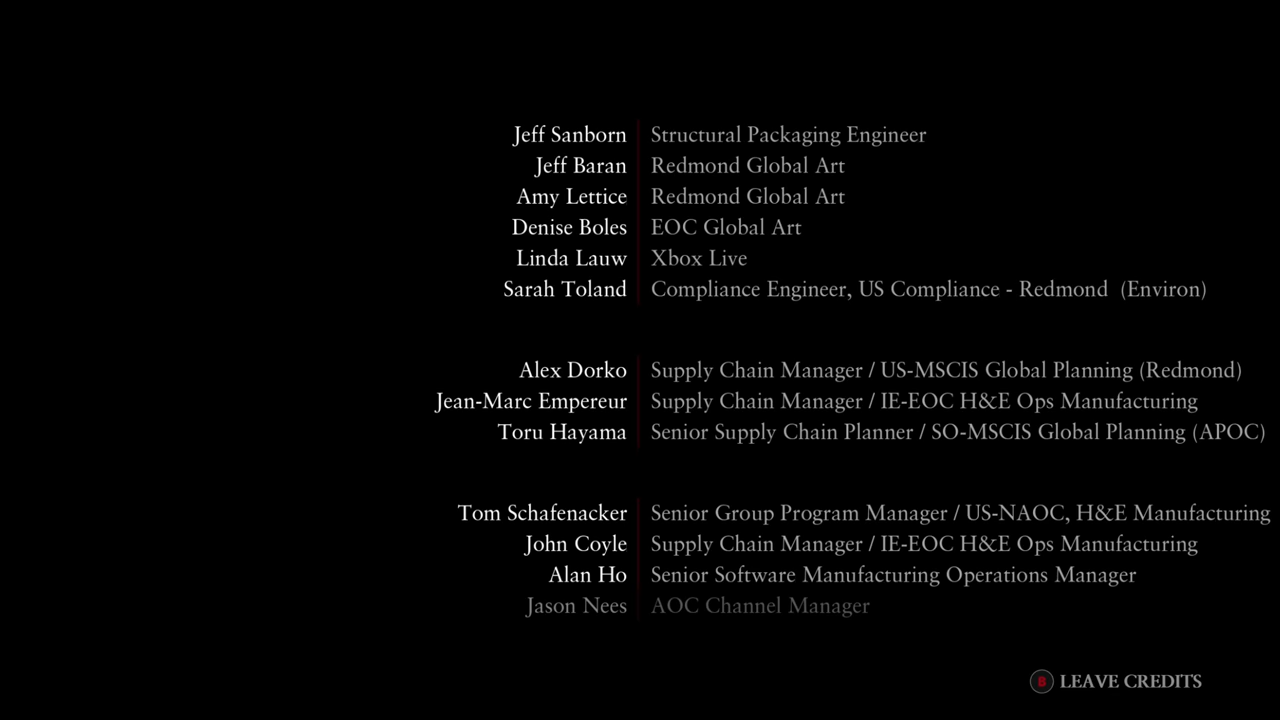 Jeff Sanborn Structural Packaging Engineer
Jeff Baran Redmond Global Art
Amy Lettice Redmond Global Art
Denise Boles EOC Global Art
Linda Lauw Xbox Live
Sarah Toland Compliance Engineer, US Compliance - Redmond (Environ)
Alex Dorko Supply Chain Manager / US-MSCIS Global Planning (Redmond)
Jean-Marc Empereur Supply Chain Manager / IE-EOC H&E Ops Manufacturing
Toru Hayama Senior Supply Chain Planner / SO-MSCIS Global Planning (APOC)
Tom Schafenacker Senior Group Program Manager / US-NAOC, H&E Manufacturing
John Coyle Supply Chain Manager / IE-EOC H&E Ops Manufacturing
Alan Ho Senior Software Manufacturing Operations Manager
Jason Nees AOC Channel Manager
B LEAVE CREDITS